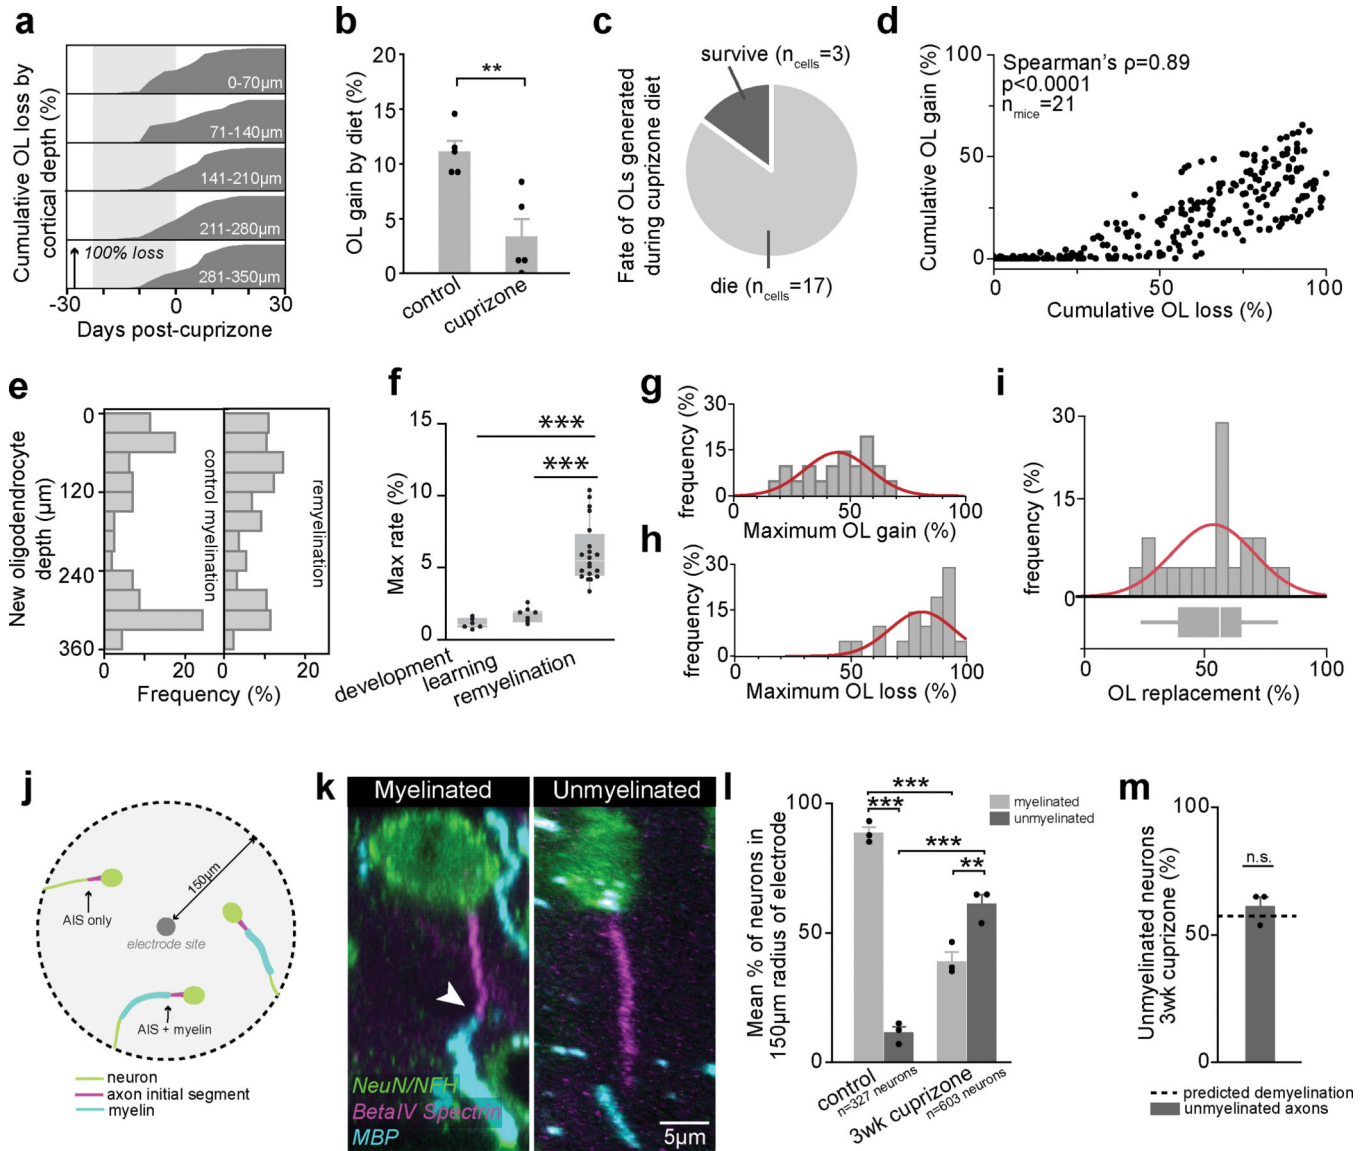 a
Cumulative OL loss by
cortical depth (%)
0-70µm
71-140µm
141-210µm
211-280µm
100% loss
281-350µm
-30
0
30
Days post-cuprizone
b
OL gain by diet (%)
20
15
10
5
0
**
control
cuprizone
c
Fate of OLs generated
during cuprizone diet
survive (ncells=3)
die (ncells=17)
d
Cumulative OL gain (%)
100
50
0
Spearman's ρ=0.89
p<0.0001
nmice=21
0
50
100
Cumulative OL loss (%)
e
New oligodendrocyte
depth (µm)
0
120
240
360
control myelination
remyelination
0
20
0
20
Frequency (%)
f
Max rate (%)
15
10
5
0
***
***
development
learning
remyelination
g
frequency (%)
30
15
0
0
50
100
Maximum OL gain (%)
h
frequency (%)
30
15
0
0
50
100
Maximum OL loss (%)
i
frequency (%)
30
15
0
0
50
100
OL replacement (%)
j
150µm
AIS only
electrode site
AIS + myelin
neuron
axon initial segment
myelin
k
Myelinated
Unmyelinated
NeuN/NFH
BetaIV Spectrin
MBP
5µm
l
Mean % of neurons in
150µm radius of electrode
100
50
0
***
***
***
**
myelinated
unmyelinated
control
n=327 neurons
3wk cuprizone
n=603 neurons
m
Unmyelinated neurons
3wk cuprizone (%)
100
50
0
n.s.
predicted demyelination
unmyelinated axons